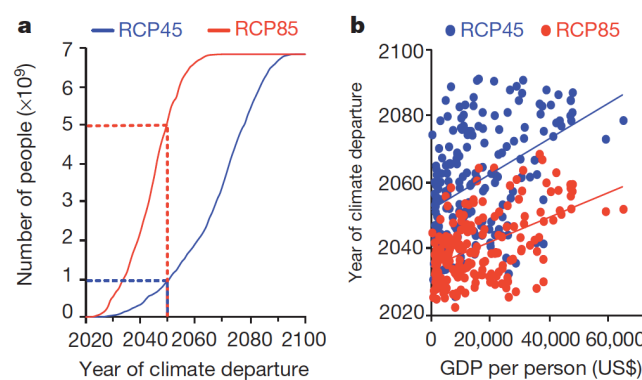 a
RCP45 RCP85
Number of people (×10⁹)
7
6
5
4
3
2
1
0
2020 2040 2060 2080 2100
Year of climate departure
b
RCP45 RCP85
Year of climate departure
2100
2080
2060
2040
2020
0 20,000 40,000 60,000
GDP per person (US$)